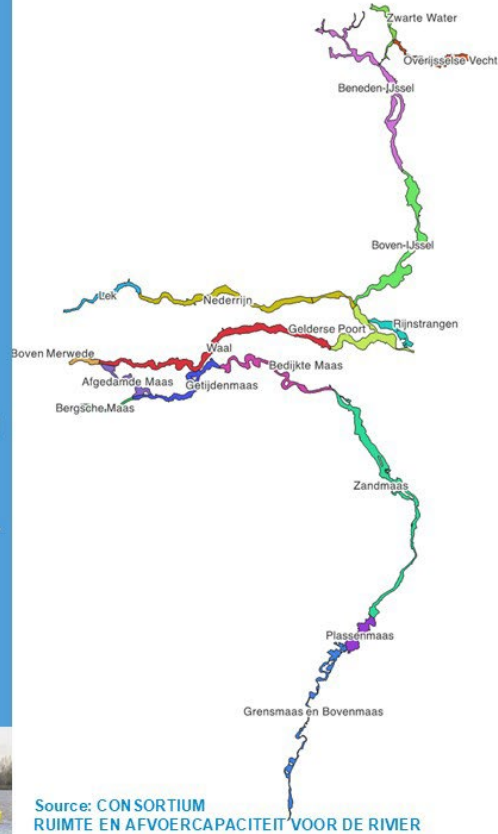 Zwarte Water
Overijsselse Vecht
Beneden-IJssel
Boven-IJssel
Lek
Nederrijn
Gelderse Poort
Rijnstrangen
Boven Merwede
Waal
Bedijkte Maas
Afgedamde Maas
Getijdenmaas
Bergsche Maas
Zandmaas
Plassenmaas
Grensmaas en Bovenmaas
Source: CONSORTIUM
RUIMTE EN AFVOERCAPACITEIT VOOR DE RIVIER